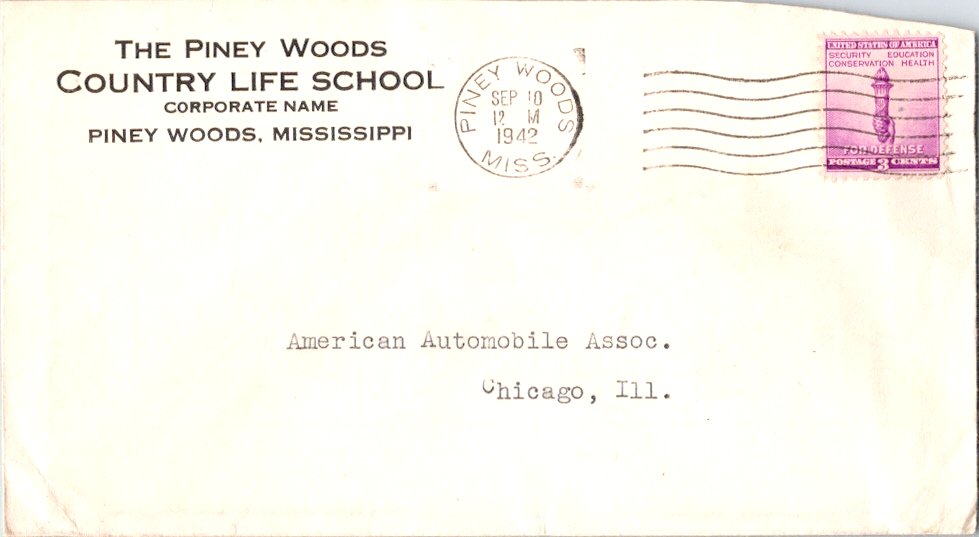 THE PINEY WOODS
COUNTRY LIFE SCHOOL
CORPORATE NAME
PINEY WOODS, MISSISSIPPI
PINEY WOODS
SEP 10
12 M
1942
MISS.
UNITED STATES OF AMERICA
SECURITY EDUCATION
CONSERVATION HEALTH
FOR DEFENSE
POSTAGE 3 CENTS
American Automobile Assoc.
Chicago, Ill.